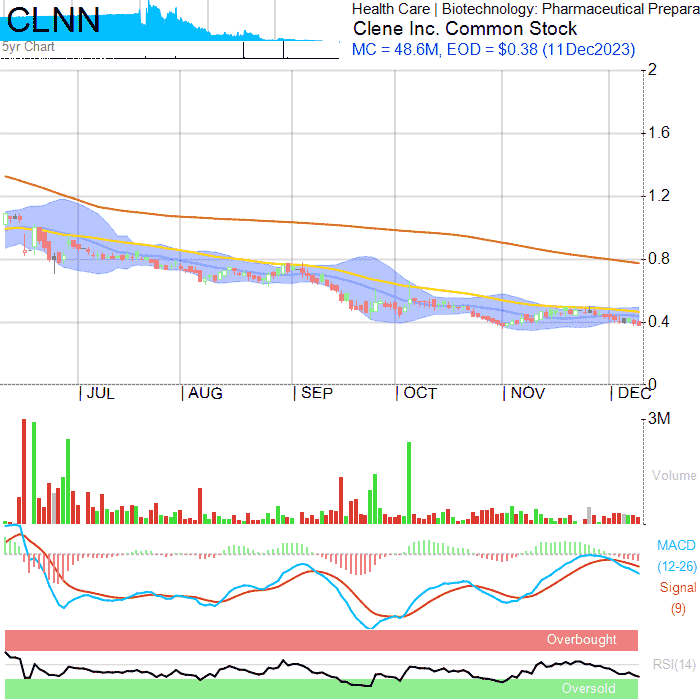 CLNN
Health Care | Biotechnology: Pharmaceutical Prepara
Clene Inc. Common Stock
5yr Chart
MC = 48.6M, EOD = $0.38 (11Dec2023)
2
1.6
1.2
0.8
0.4
0
JUL AUG SEP OCT NOV DEC
3M
Volume
MACD
(12-26)
Signal
(9)
Overbought
RSI(14)
Oversold